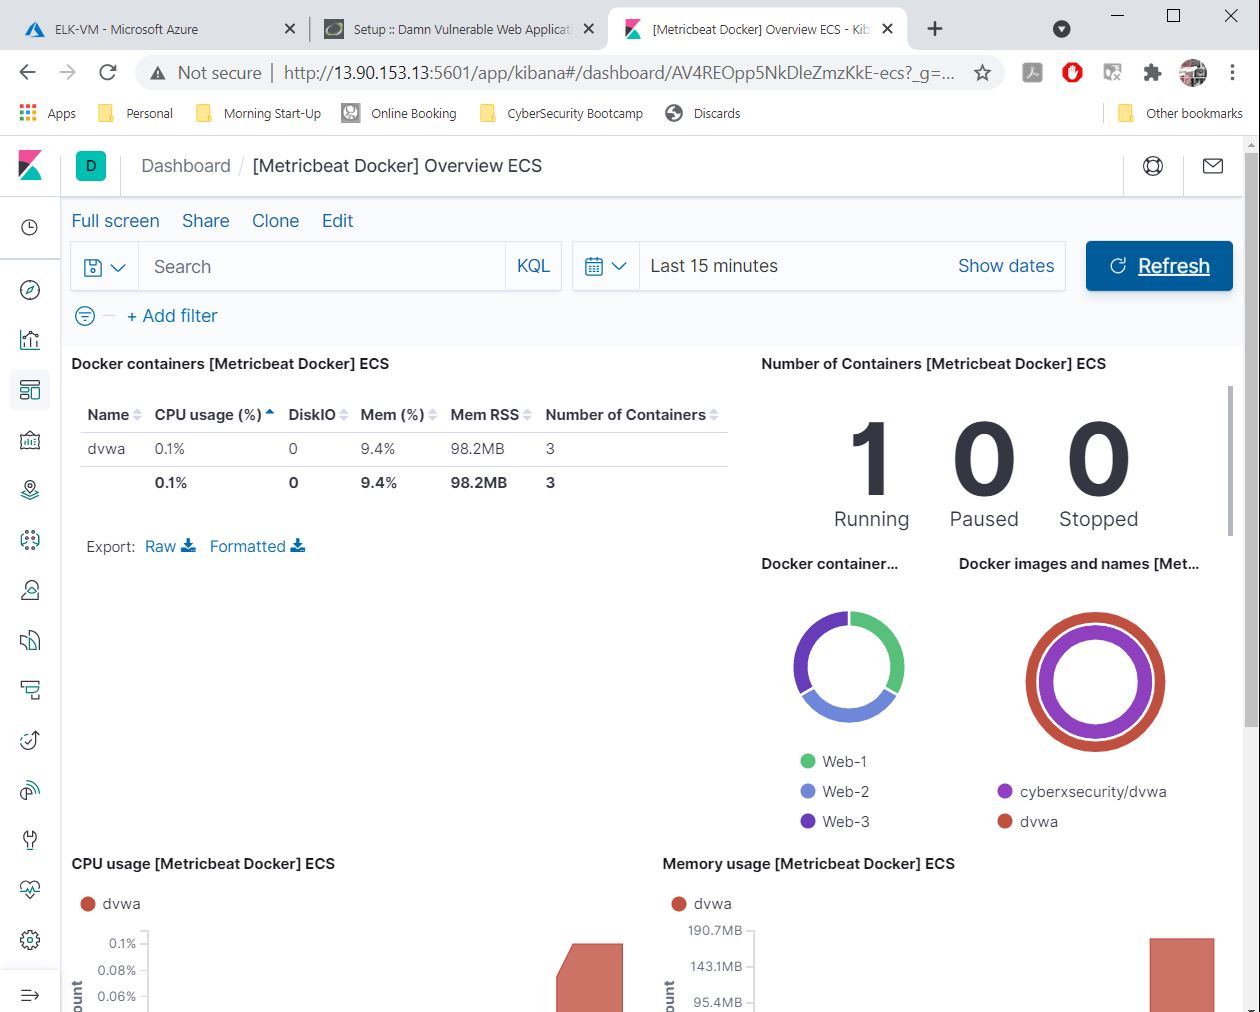 ELK-VM - Microsoft Azure
Setup :: Damn Vulnerable Web Applicat
[Metricbeat Docker] Overview ECS - Kib
Not secure | http://13.90.153.13:5601/app/kibana#/dashboard/AV4REOpp5NkDleZmzKkE-ecs?_g=...
Apps Personal Morning Start-Up Online Booking CyberSecurity Bootcamp Discards Other bookmarks
D Dashboard / [Metricbeat Docker] Overview ECS
Full screen Share Clone Edit
Search KQL Last 15 minutes Show dates Refresh
+ Add filter
Docker containers [Metricbeat Docker] ECS
Name CPU usage (%) DiskIO Mem (%) Mem RSS Number of Containers
dvwa 0.1% 0 9.4% 98.2MB 3
0.1% 0 9.4% 98.2MB 3
Export: Raw Formatted
Number of Containers [Metricbeat Docker] ECS
1 0 0
Running Paused Stopped
Docker container...
Web-1
Web-2
Web-3
Docker images and names [Met...
cyberxsecurity/dvwa
dvwa
CPU usage [Metricbeat Docker] ECS
dvwa
0.1%
0.08%
0.06%
ount
Memory usage [Metricbeat Docker] ECS
dvwa
190.7MB
143.1MB
95.4MB
ount